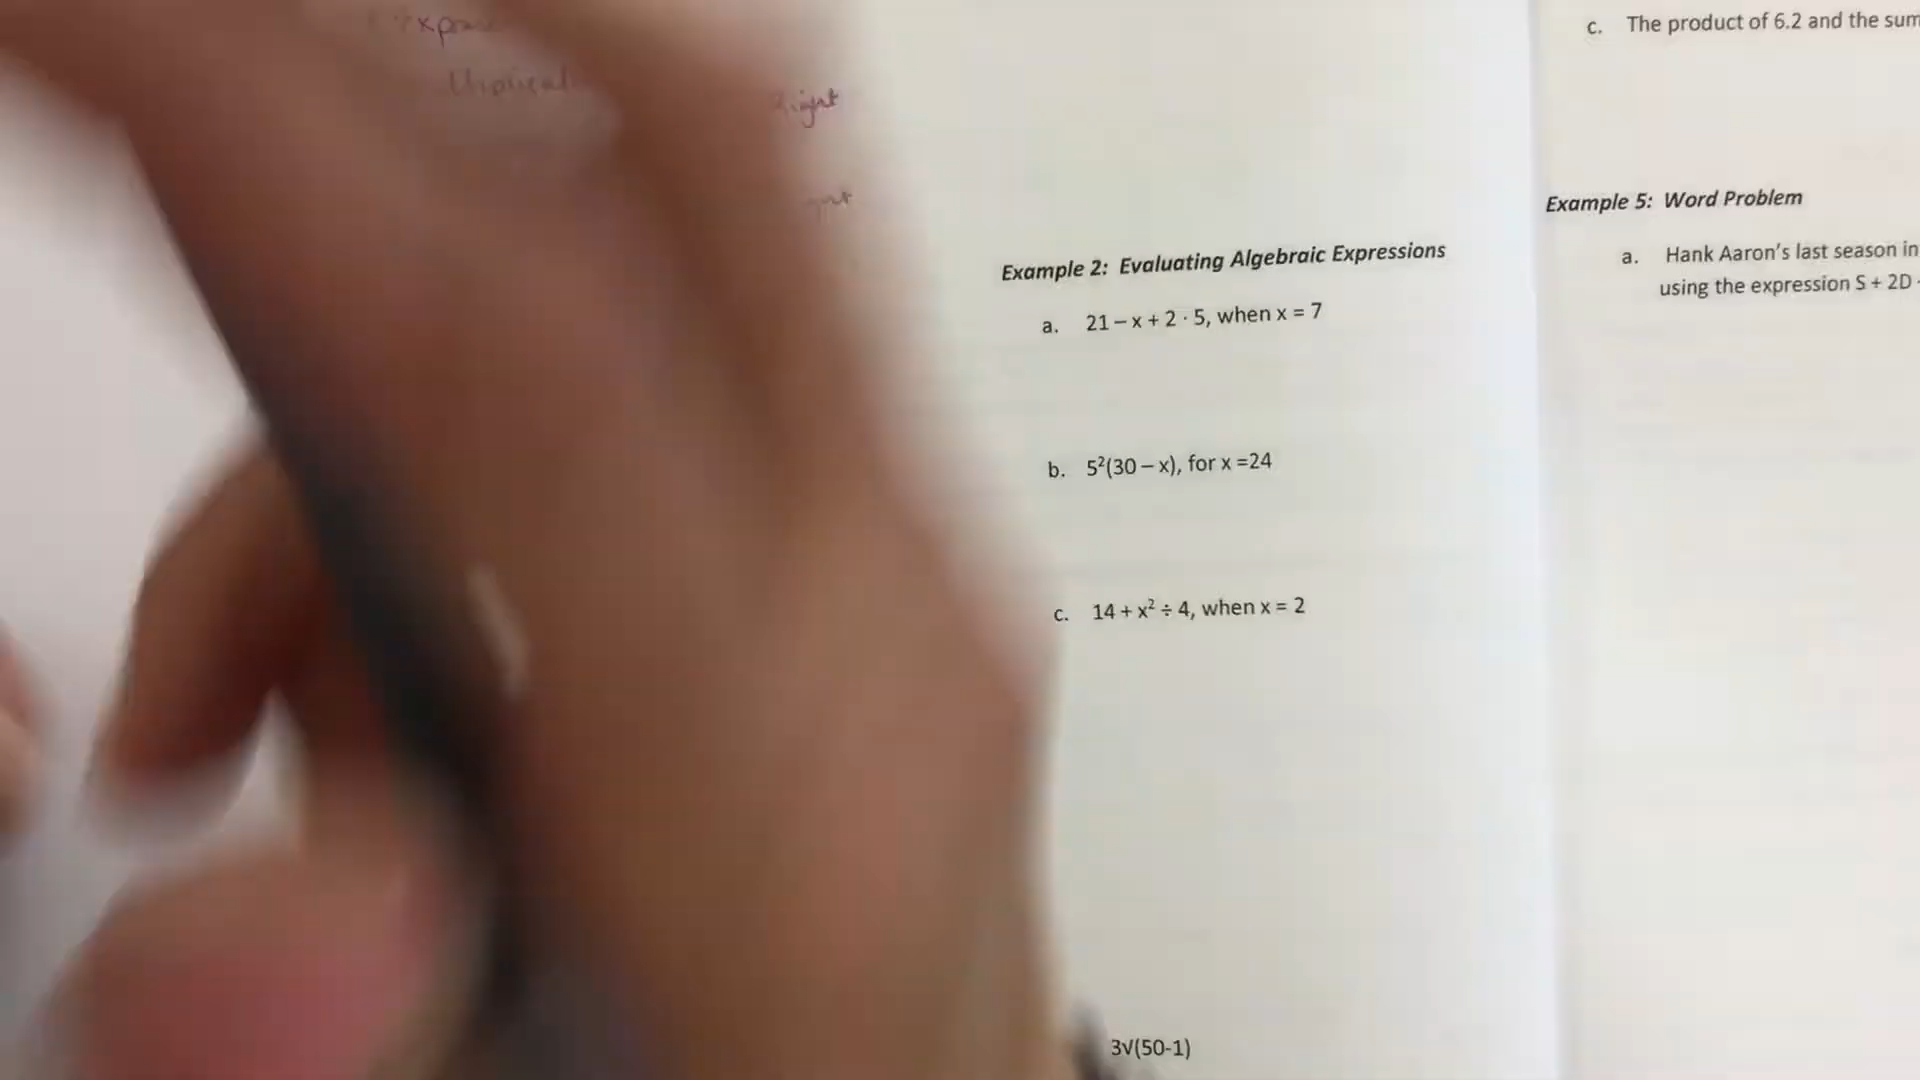 Right
Example 2: Evaluating Algebraic Expressions
a. 21 – x + 2 · 5, when x = 7
b. 5²(30 – x), for x =24
c. 14 + x² ÷ 4, when x = 2
3√(50-1)
c. The product of 6.2 and the sum
Example 5: Word Problem
a. Hank Aaron's last season in
using the expression S + 2D